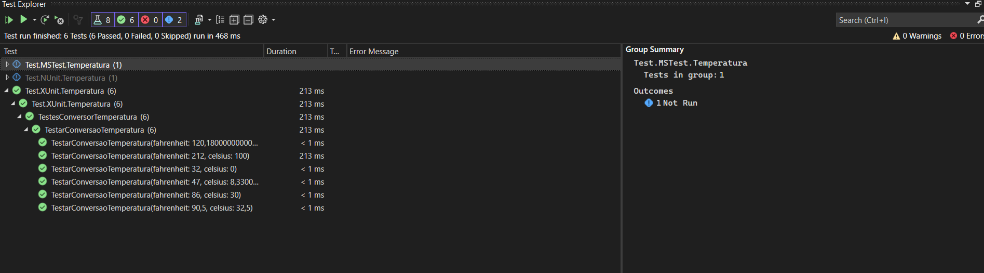 Test Explorer
8 6 0
Search (Ctrl+I)
Test run finished: 6 Tests (6 Passed, 0 Failed, 0 Skipped) run in 468 ms
0 Warnings 0 Errors
Test Duration T... Error Message
Group Summary
Test.MSTest.Temperatura (1)
Test.NUnit.Temperatura (1)
Test.XUnit.Temperatura (6) 213 ms
Test.XUnit.Temperatura (6) 213 ms
TestesConversorTemperatura (6) 213 ms
TestarConversaoTemperatura (6) 213 ms
TestarConversaoTemperatura(fahrenheit: 120,18000000000... < 1 ms
TestarConversaoTemperatura(fahrenheit: 212, celsius: 100) 213 ms
TestarConversaoTemperatura(fahrenheit: 32, celsius: 0) < 1 ms
TestarConversaoTemperatura(fahrenheit: 47, celsius: 8,3300... < 1 ms
TestarConversaoTemperatura(fahrenheit: 86, celsius: 30) < 1 ms
TestarConversaoTemperatura(fahrenheit: 90,5, celsius: 32,5) < 1 ms
Test.MSTest.Temperatura
Tests in group: 1
Outcomes
1 Not Run